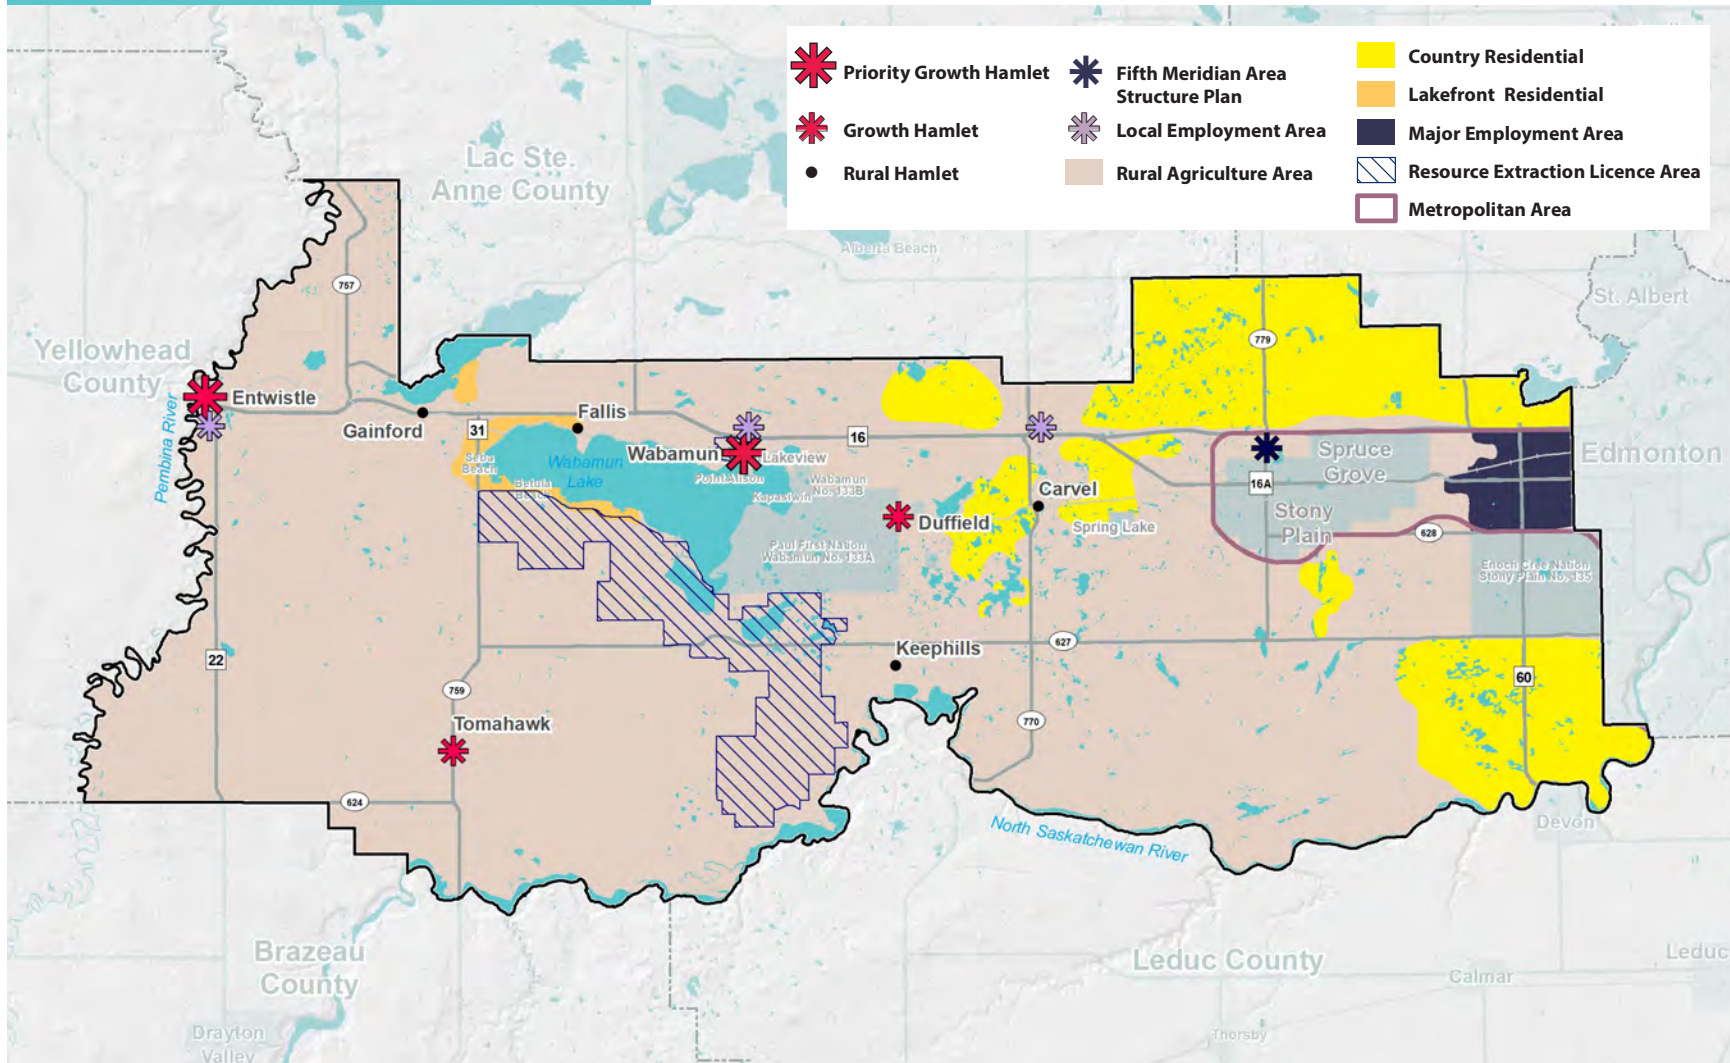 Priority Growth Hamlet
Growth Hamlet
Rural Hamlet
Fifth Meridian Area
Structure Plan
Local Employment Area
Rural Agriculture Area
Country Residential
Lakefront Residential
Major Employment Area
Resource Extraction Licence Area
Metropolitan Area
Lac Ste.
Anne County
Alberta Beach
St. Albert
757
779
Yellowhead
County
Entwistle
Pembina River
Gainford
31
Fallis
16
Wabamun
Lakeview
Seba
Beach
Wabamun
Lake
Point Alison
Betula
Beach
Kapasiwin
Wabamun
No. 133B
Spruce
Grove
Edmonton
16A
Carvel
Duffield
Spring Lake
Stony
Plain
628
Paul First Nation
Wabamun No. 133A
Enoch Cree Nation
Stony Plain No. 135
22
Keephills
627
60
759
Tomahawk
770
624
North Saskatchewan River
Devon
Brazeau
County
Leduc County
Leduc
Calmar
Drayton
Valley
Thorsby